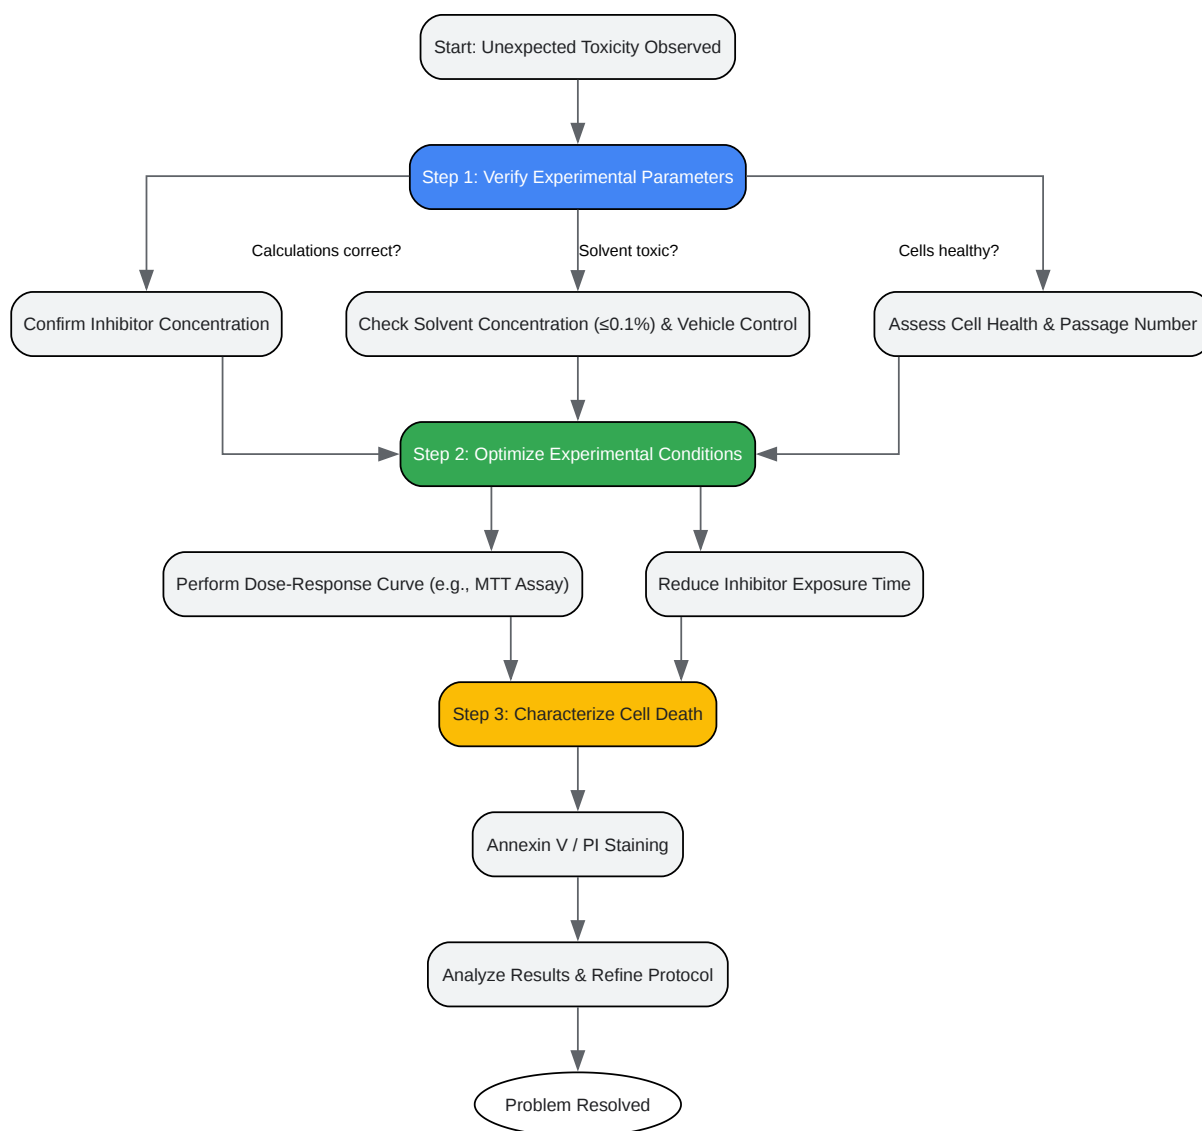 Start: Unexpected Toxicity Observed
Step 1: Verify Experimental Parameters
Calculations correct?
Solvent toxic?
Cells healthy?
Confirm Inhibitor Concentration
Check Solvent Concentration (≤0.1%) & Vehicle Control
Assess Cell Health & Passage Number
Step 2: Optimize Experimental Conditions
Perform Dose-Response Curve (e.g., MTT Assay)
Reduce Inhibitor Exposure Time
Step 3: Characterize Cell Death
Annexin V / PI Staining
Analyze Results & Refine Protocol
Problem Resolved